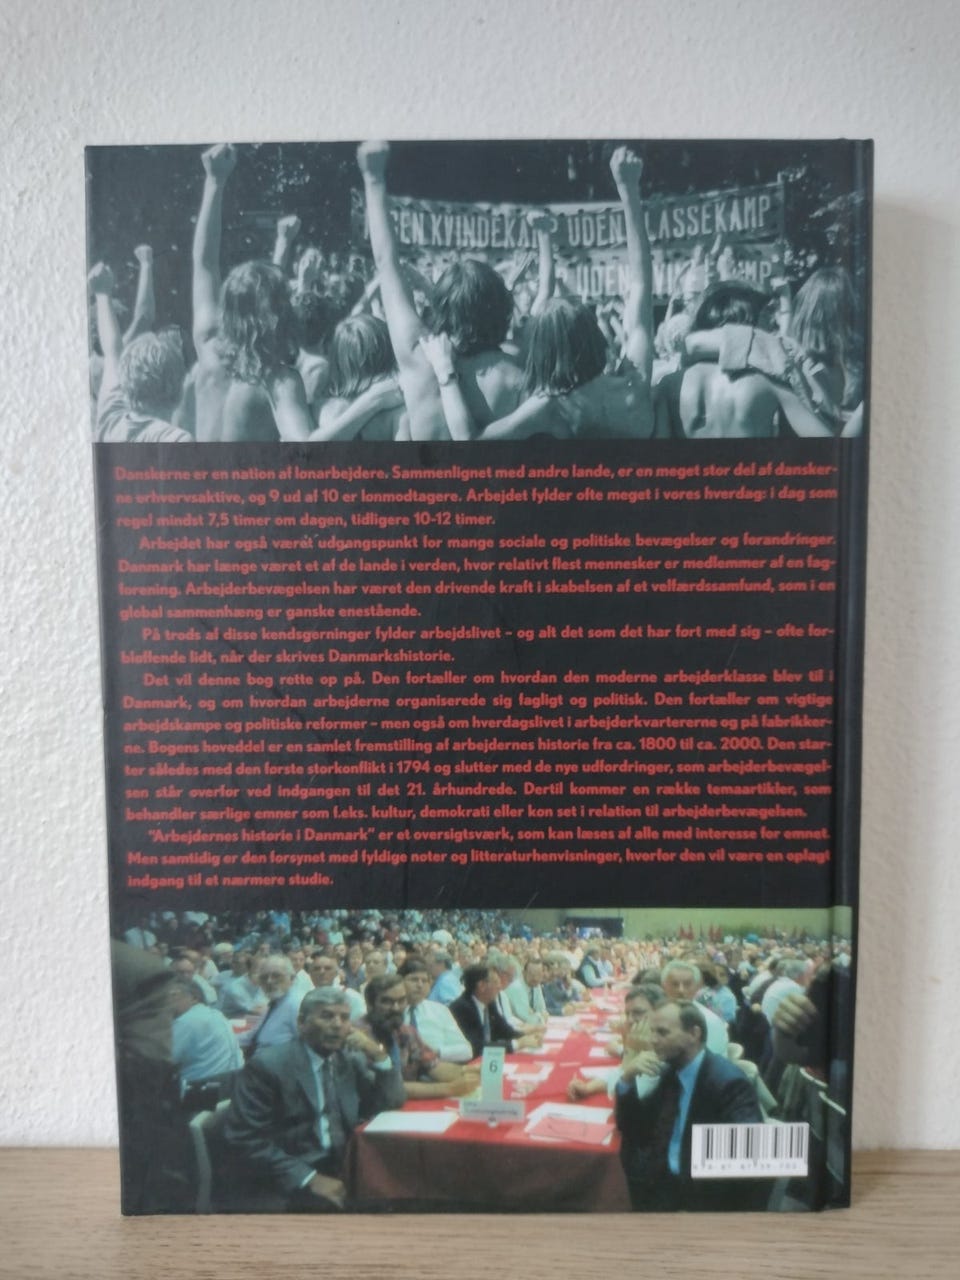 GEN KVINDEKAMP UDEN KLASSEKAMP
UDEN
Danskerne er en nation af lønarbejdere. Sammenlignet med andre lande, er en meget stor del af dansker-
ne erhvervsaktive, og 9 ud af 10 er lønmodtagere. Arbejdet fylder ofte meget i vores hverdag: i dag som
regel mindst 7,5 timer om dagen, tidligere 10-12 timer.
Arbejdet har også været udgangspunkt for mange sociale og politiske bevægelser og forandringer.
Danmark har længe været et af de lande i verden, hvor relativt flest mennesker er medlemmer af en fag-
forening. Arbejderbevægelsen har været den drivende kraft i skabelsen af et velfærdssamfund, som i en
global sammenhæng er ganske enestående.
På trods af disse kendsgerninger fylder arbejdslivet – og alt det som det har ført med sig – ofte for-
bløffende lidt, når der skrives Danmarkshistorie.
Det vil denne bog rette op på. Den fortæller om hvordan den moderne arbejderklasse blev til i
Danmark, og om hvordan arbejderne organiserede sig fagligt og politisk. Den fortæller om vigtige
arbejdskampe og politiske reformer – men også om hverdagslivet i arbejderkvartererne og på fabrikker-
ne. Bogens hoveddel er en samlet fremstilling af arbejdernes historie fra ca. 1800 til ca. 2000. Den star-
ter således med den første storkonflikt i 1794 og slutter med de nye udfordringer, som arbejderbevægel-
sen står overfor ved indgangen til det 21. århundrede. Dertil kommer en række temaartikler, som
behandler særlige emner som f.eks. kultur, demokrati eller køn set i relation til arbejderbevægelsen.
"Arbejdernes historie i Danmark" er et oversigtsværk, som kan læses af alle med interesse for emnet.
Men samtidig er den forsynet med fyldige noter og litteraturhenvisninger, hvorfor den vil være en oplagt
indgang til et nærmere studie.
6